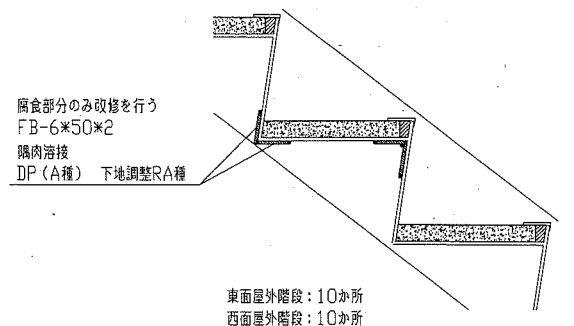 腐食部分のみ改修を行う
FB-6*50*2
隅肉溶接
DP(A種) 下地調整RA種
東面屋外階段:10か所
西面屋外階段:10か所